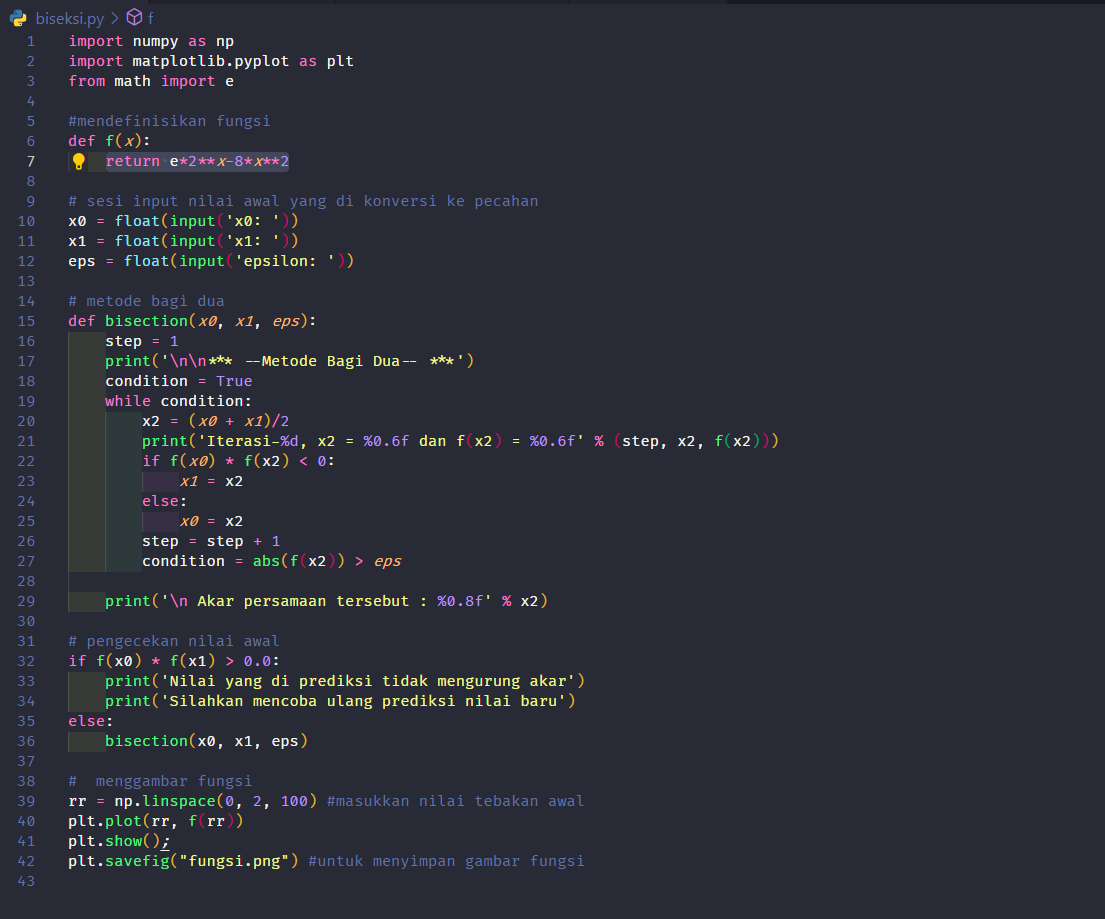 biseksi.py > f
1 import numpy as np
2 import matplotlib.pyplot as plt
3 from math import e
4
5 #mendefinisikan fungsi
6 def f(x):
7     return e*2**x-8*x**2
8
9 # sesi input nilai awal yang di konversi ke pecahan
10 x0 = float(input('x0: '))
11 x1 = float(input('x1: '))
12 eps = float(input('epsilon: '))
13
14 # metode bagi dua
15 def bisection(x0, x1, eps):
16     step = 1
17     print('\n\n*** --Metode Bagi Dua-- ***')
18     condition = True
19     while condition:
20         x2 = (x0 + x1)/2
21         print('Iterasi-%d, x2 = %0.6f dan f(x2) = %0.6f' % (step, x2, f(x2)))
22         if f(x0) * f(x2) < 0:
23             x1 = x2
24         else:
25             x0 = x2
26         step = step + 1
27         condition = abs(f(x2)) > eps
28
29     print('\n Akar persamaan tersebut : %0.8f' % x2)
30
31 # pengecekan nilai awal
32 if f(x0) * f(x1) > 0.0:
33     print('Nilai yang di prediksi tidak mengurung akar')
34     print('Silahkan mencoba ulang prediksi nilai baru')
35 else:
36     bisection(x0, x1, eps)
37
38 #  menggambar fungsi
39 rr = np.linspace(0, 2, 100) #masukkan nilai tebakan awal
40 plt.plot(rr, f(rr))
41 plt.show();
42 plt.savefig("fungsi.png") #untuk menyimpan gambar fungsi
43